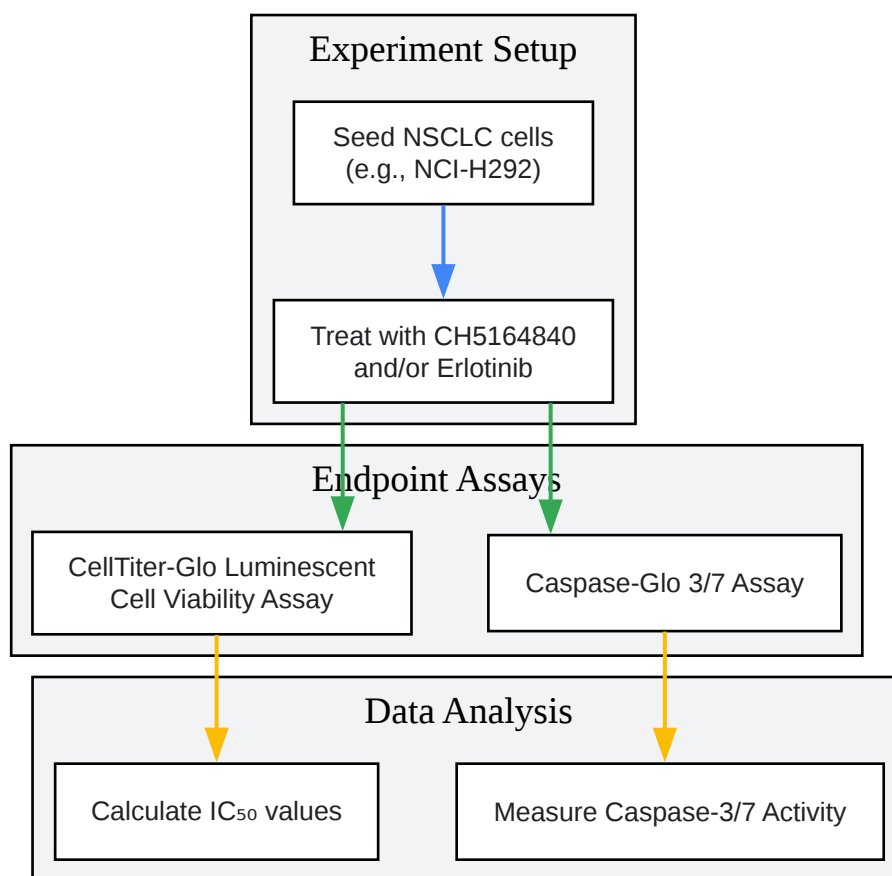 Experiment Setup
Seed NSCLC cells
(e.g., NCI-H292)
Treat with CH5164840
and/or Erlotinib
Endpoint Assays
CellTiter-Glo Luminescent
Cell Viability Assay
Caspase-Glo 3/7 Assay
Data Analysis
Calculate IC₅₀ values
Measure Caspase-3/7 Activity